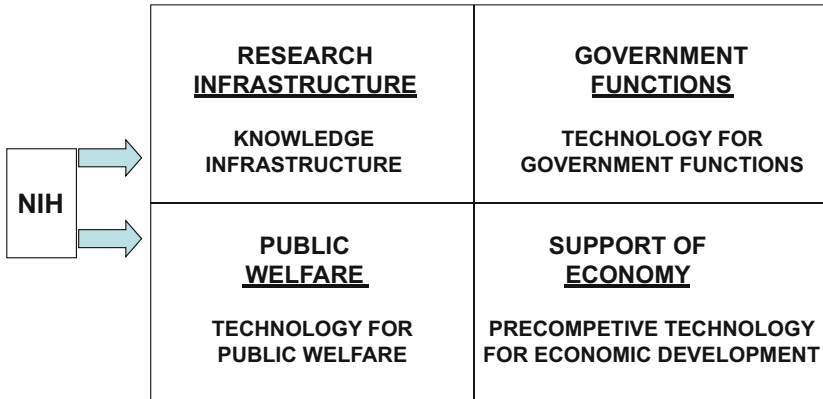 RESEARCH
INFRASTRUCTURE
KNOWLEDGE
INFRASTRUCTURE
GOVERNMENT
FUNCTIONS
TECHNOLOGY FOR
GOVERNMENT FUNCTIONS
NIH
PUBLIC
WELFARE
TECHNOLOGY FOR
PUBLIC WELFARE
SUPPORT OF
ECONOMY
PRECOMPETIVE TECHNOLOGY
FOR ECONOMIC DEVELOPMENT